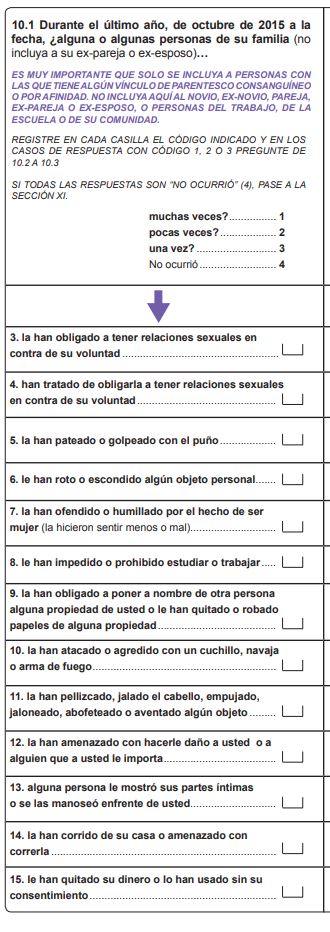 10.1 Durante el último año, de octubre de 2015 a la
fecha, ¿alguna o algunas personas de su familia (no
incluya a su ex-pareja o ex-esposo)...
ES MUY IMPORTANTE QUE SOLO SE INCLUYA A PERSONAS CON
LAS QUE TIENE ALGÚN VÍNCULO DE PARENTESCO CONSANGUÍNEO
O POR AFINIDAD. NO INCLUYA AQUÍ AL NOVIO, EX-NOVIO, PAREJA,
EX-PAREJA O EX-ESPOSO, O PERSONAS DEL TRABAJO, DE LA
ESCUELA O DE SU COMUNIDAD.
REGISTRE EN CADA CASILLA EL CÓDIGO INDICADO Y EN LOS
CASOS DE RESPUESTA CON CÓDIGO 1, 2 O 3 PREGUNTE DE
10.2 A 10.3
SI TODAS LAS RESPUESTAS SON "NO OCURRIÓ" (4), PASE A LA
SECCIÓN XI.
muchas veces?................ 1
pocas veces?................... 2
una vez?........................... 3
No ocurrió.......................... 4
3. la han obligado a tener relaciones sexuales en
contra de su voluntad....................................................
4. han tratado de obligarla a tener relaciones sexuales
en contra de su voluntad...............................................
5. la han pateado o golpeado con el puño..................
6. le han roto o escondido algún objeto personal.......
7. la han ofendido o humillado por el hecho de ser
mujer (la hicieron sentir menos o mal)............................
8. le han impedido o prohibido estudiar o trabajar.....
9. la han obligado a poner a nombre de otra persona
alguna propiedad de usted o le han quitado o robado
papeles de alguna propiedad.......................................
10. la han atacado o agredido con un cuchillo, navaja
o arma de fuego.............................................................
11. la han pellizcado, jalado el cabello, empujado,
jaloneado, abofeteado o aventado algún objeto.........
12. la han amenazado con hacerle daño a usted o a
alguien que a usted le importa.....................................
13. alguna persona le mostró sus partes íntimas
o se las manoseó enfrente de usted............................
14. la han corrido de su casa o amenazado con
correrla...........................................................................
15. le han quitado su dinero o lo han usado sin su
consentimiento..............................................................